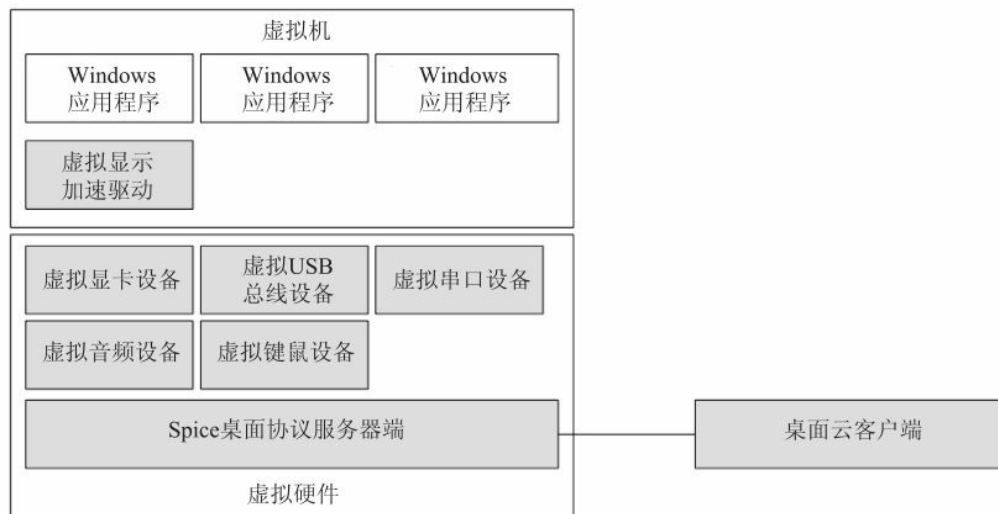 虚拟机
Windows
应用程序
Windows
应用程序
Windows
应用程序
虚拟显示
加速驱动
虚拟显卡设备
虚拟USB
总线设备
虚拟串口设备
虚拟音频设备
虚拟键鼠设备
Spice桌面协议服务器端
桌面云客户端
虚拟硬件